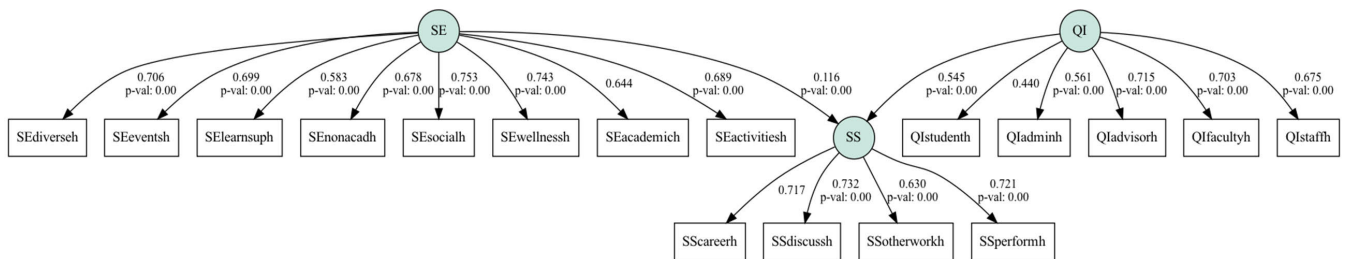 SE
QI
0.706
p-val: 0.00
0.699
p-val: 0.00
0.583
p-val: 0.00
0.678
p-val: 0.00
0.753
p-val: 0.00
0.743
p-val: 0.00
0.644
0.689
p-val: 0.00
0.116
p-val: 0.00
0.545
p-val: 0.00
0.440
0.561
p-val: 0.00
0.715
p-val: 0.00
0.703
p-val: 0.00
0.675
p-val: 0.00
SEdiverseh
SEeventsh
SElearnsuph
SEnonacadh
SEsocialh
SEwellnessh
SEacademich
SEactivitiesh
SS
QIstudenth
QIadminh
QIadvisorh
QIfacultyh
QIstaffh
0.717
0.732
p-val: 0.00
0.630
p-val: 0.00
0.721
p-val: 0.00
SScareerh
SSdiscussh
SSotherworkh
SSperformh